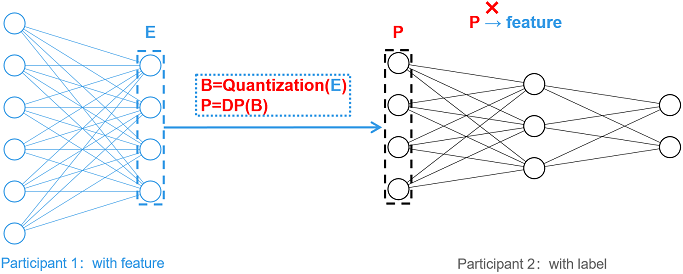 E
B=Quantization(E)
P=DP(B)
P
×
P → feature
Participant 1: with feature
Participant 2: with label